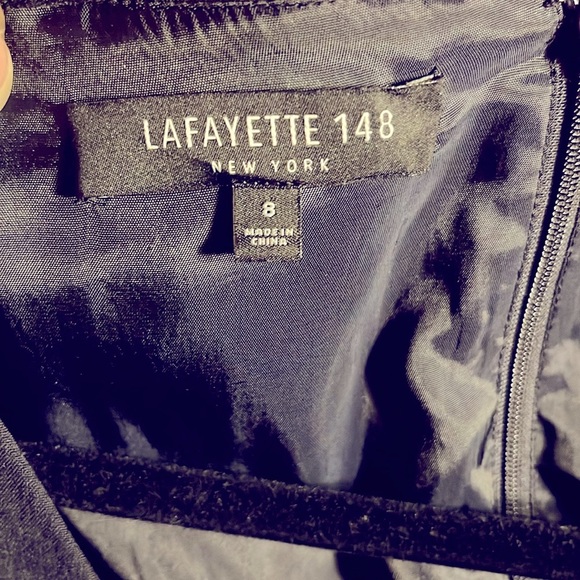 LAFAYETTE 148
NEW YORK
8
MADE IN
CHINA